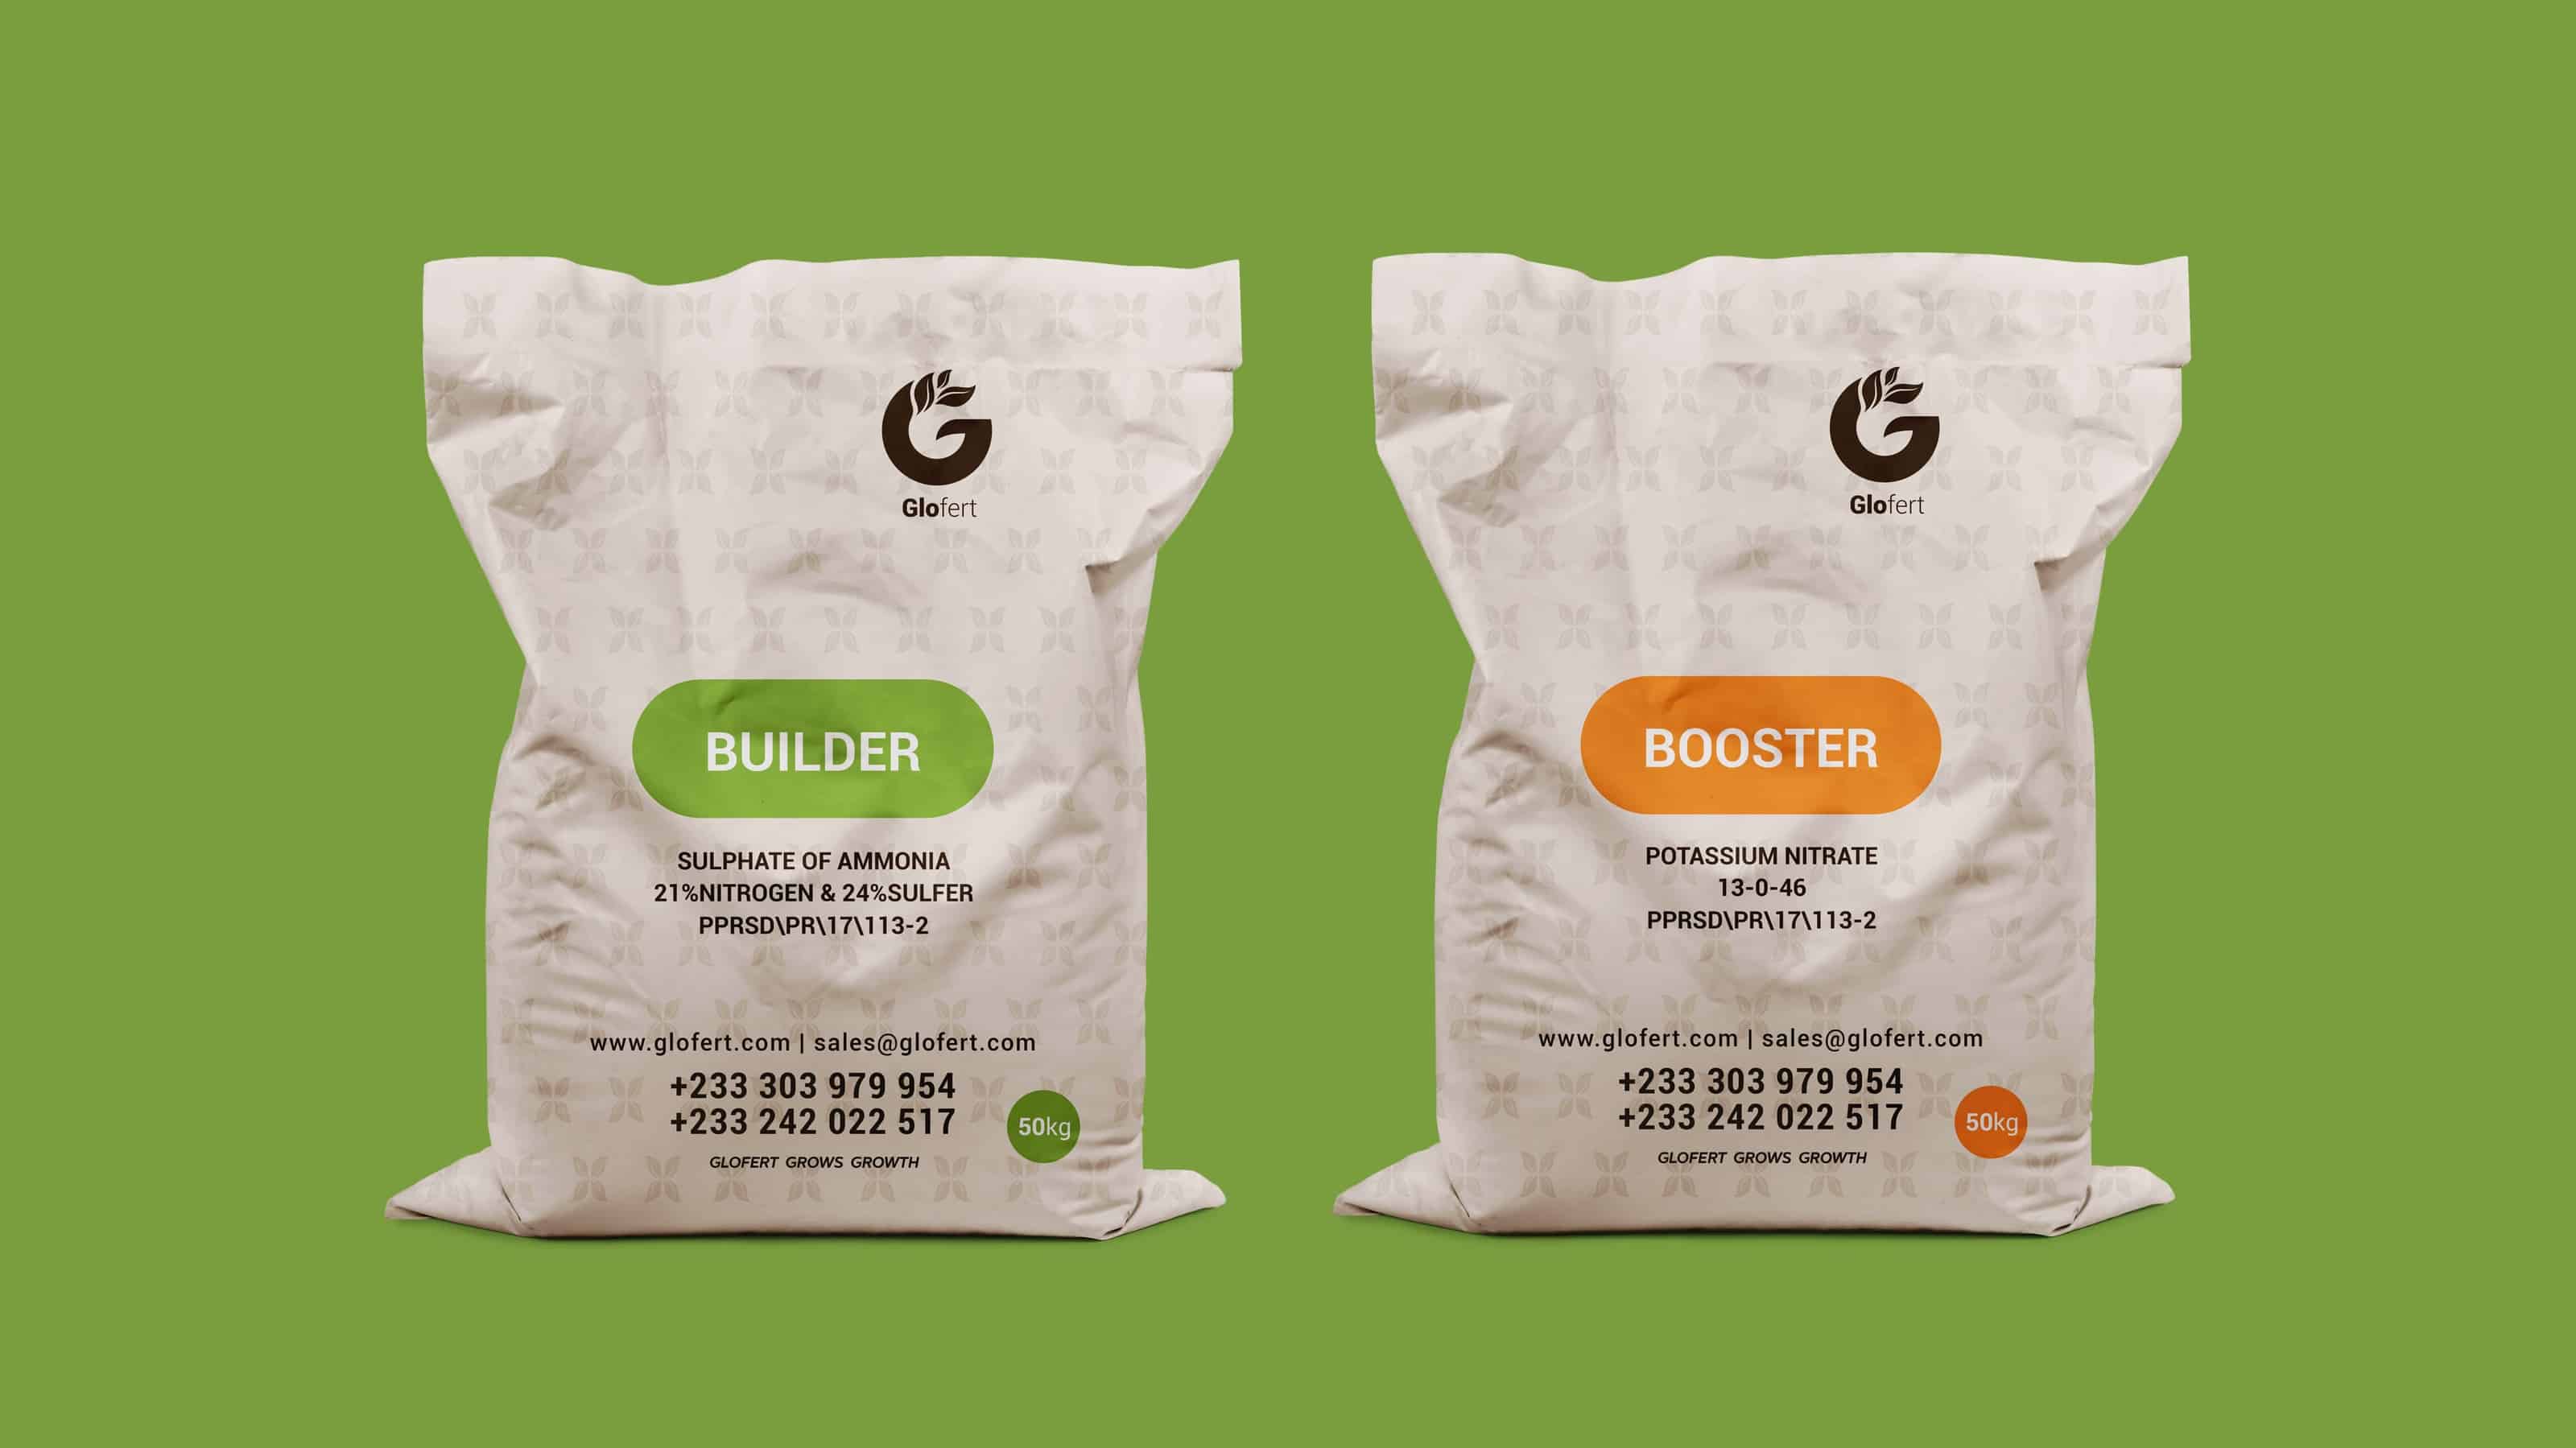 Glofert
BUILDER
SULPHATE OF AMMONIA
21%NITROGEN & 24%SULFER
PPRSD\PR\17\113-2
www.glofert.com | sales@glofert.com
+233 303 979 954
+233 242 022 517
50kg
GLOFERT GROWS GROWTH
Glofert
BOOSTER
POTASSIUM NITRATE
13-0-46
PPRSD\PR\17\113-2
www.glofert.com | sales@glofert.com
+233 303 979 954
+233 242 022 517
50kg
GLOFERT GROWS GROWTH